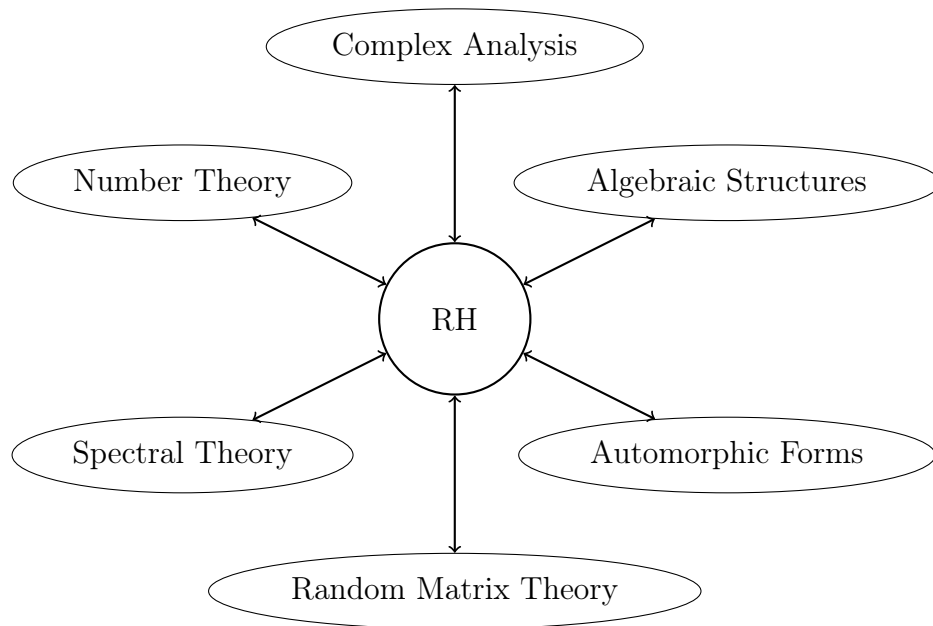 Complex Analysis
Number Theory
Algebraic Structures
RH
Spectral Theory
Automorphic Forms
Random Matrix Theory